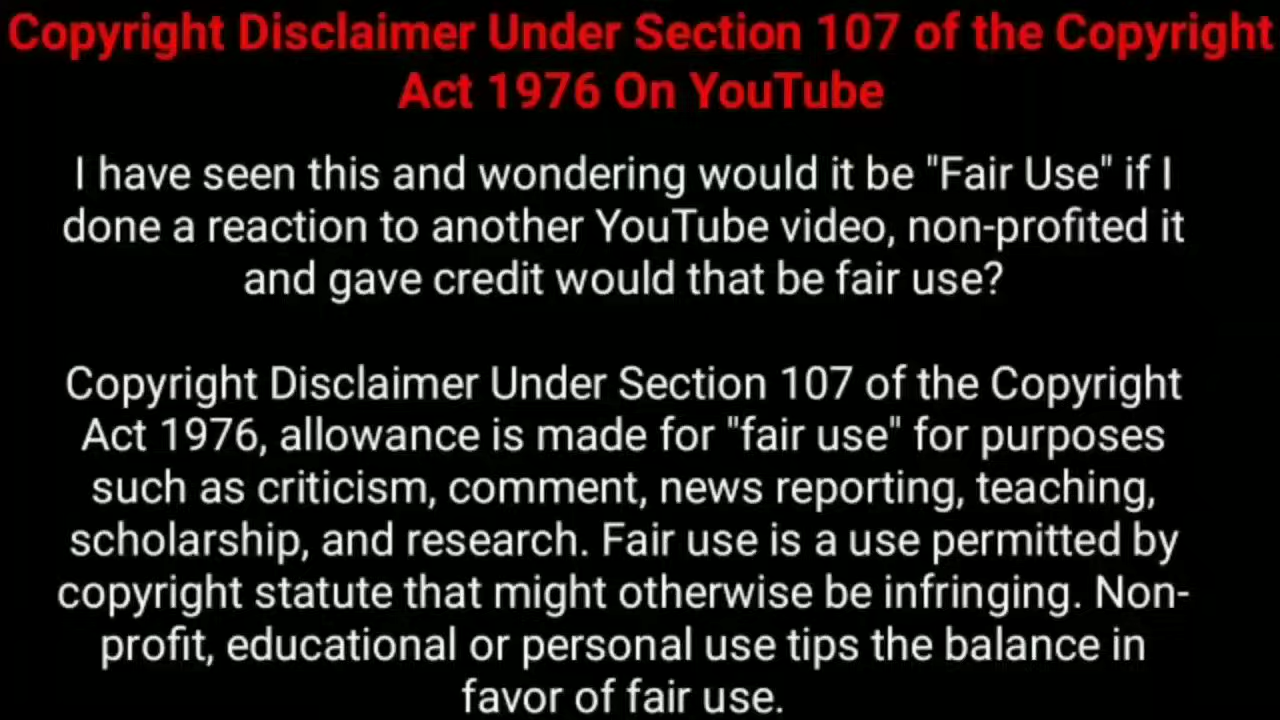 Copyright Disclaimer Under Section 107 of the Copyright
Act 1976 On YouTube
I have seen this and wondering would it be "Fair Use" if I
done a reaction to another YouTube video, non-profited it
and gave credit would that be fair use?
Copyright Disclaimer Under Section 107 of the Copyright
Act 1976, allowance is made for "fair use" for purposes
such as criticism, comment, news reporting, teaching,
scholarship, and research. Fair use is a use permitted by
copyright statute that might otherwise be infringing. Non-
profit, educational or personal use tips the balance in
favor of fair use.